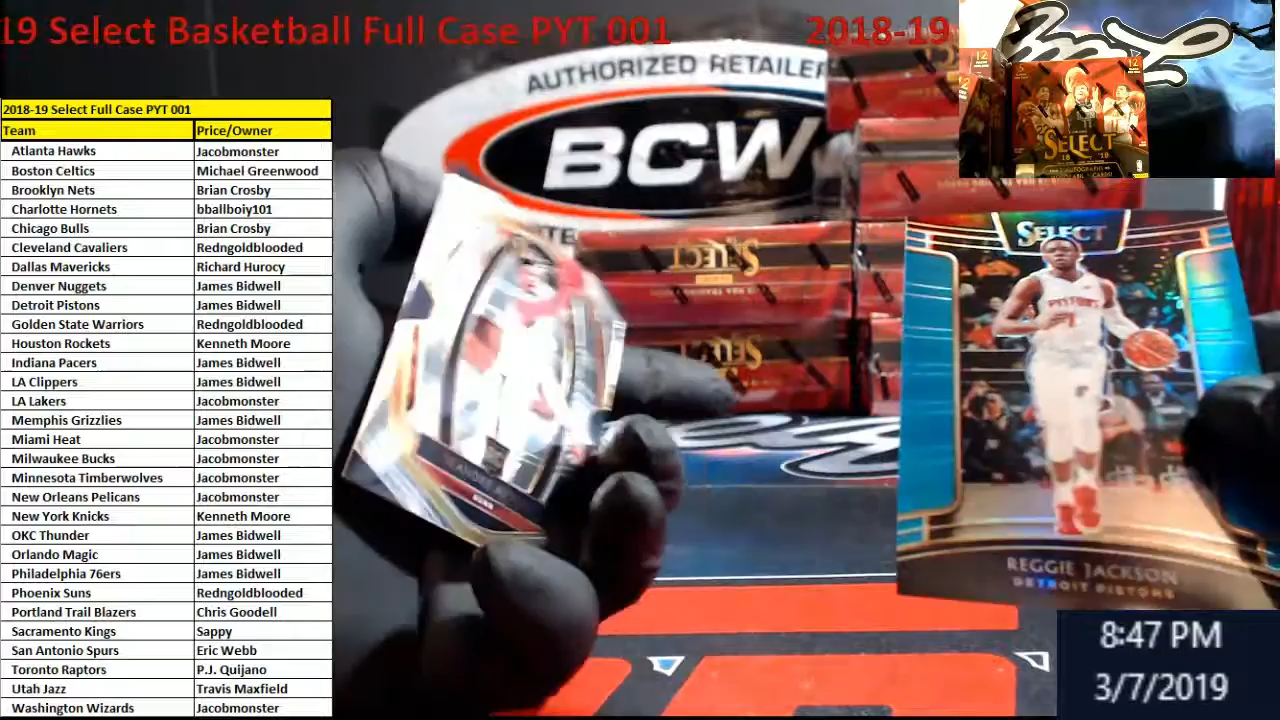 19 Select Basketball Full Case PYT 001 2018-19
2018-19 Select Full Case PYT 001
Team Price/Owner
Atlanta Hawks Jacobmonster
Boston Celtics Michael Greenwood
Brooklyn Nets Brian Crosby
Charlotte Hornets bballboiy101
Chicago Bulls Brian Crosby
Cleveland Cavaliers Redngoldblooded
Dallas Mavericks Richard Hurocy
Denver Nuggets James Bidwell
Detroit Pistons James Bidwell
Golden State Warriors Redngoldblooded
Houston Rockets Kenneth Moore
Indiana Pacers James Bidwell
LA Clippers James Bidwell
LA Lakers Jacobmonster
Memphis Grizzlies James Bidwell
Miami Heat Jacobmonster
Milwaukee Bucks Jacobmonster
Minnesota Timberwolves Jacobmonster
New Orleans Pelicans Jacobmonster
New York Knicks Kenneth Moore
OKC Thunder James Bidwell
Orlando Magic James Bidwell
Philadelphia 76ers James Bidwell
Phoenix Suns Redngoldblooded
Portland Trail Blazers Chris Goodell
Sacramento Kings Sappy
San Antonio Spurs Eric Webb
Toronto Raptors P.J. Quijano
Utah Jazz Travis Maxfield
Washington Wizards Jacobmonster
AUTHORIZED RETAILER
BCW
SELECT
SELECT
SELECT
SELECT
PISTONS
REGGIE JACKSON
DETROIT PISTONS
8:47 PM
3/7/2019